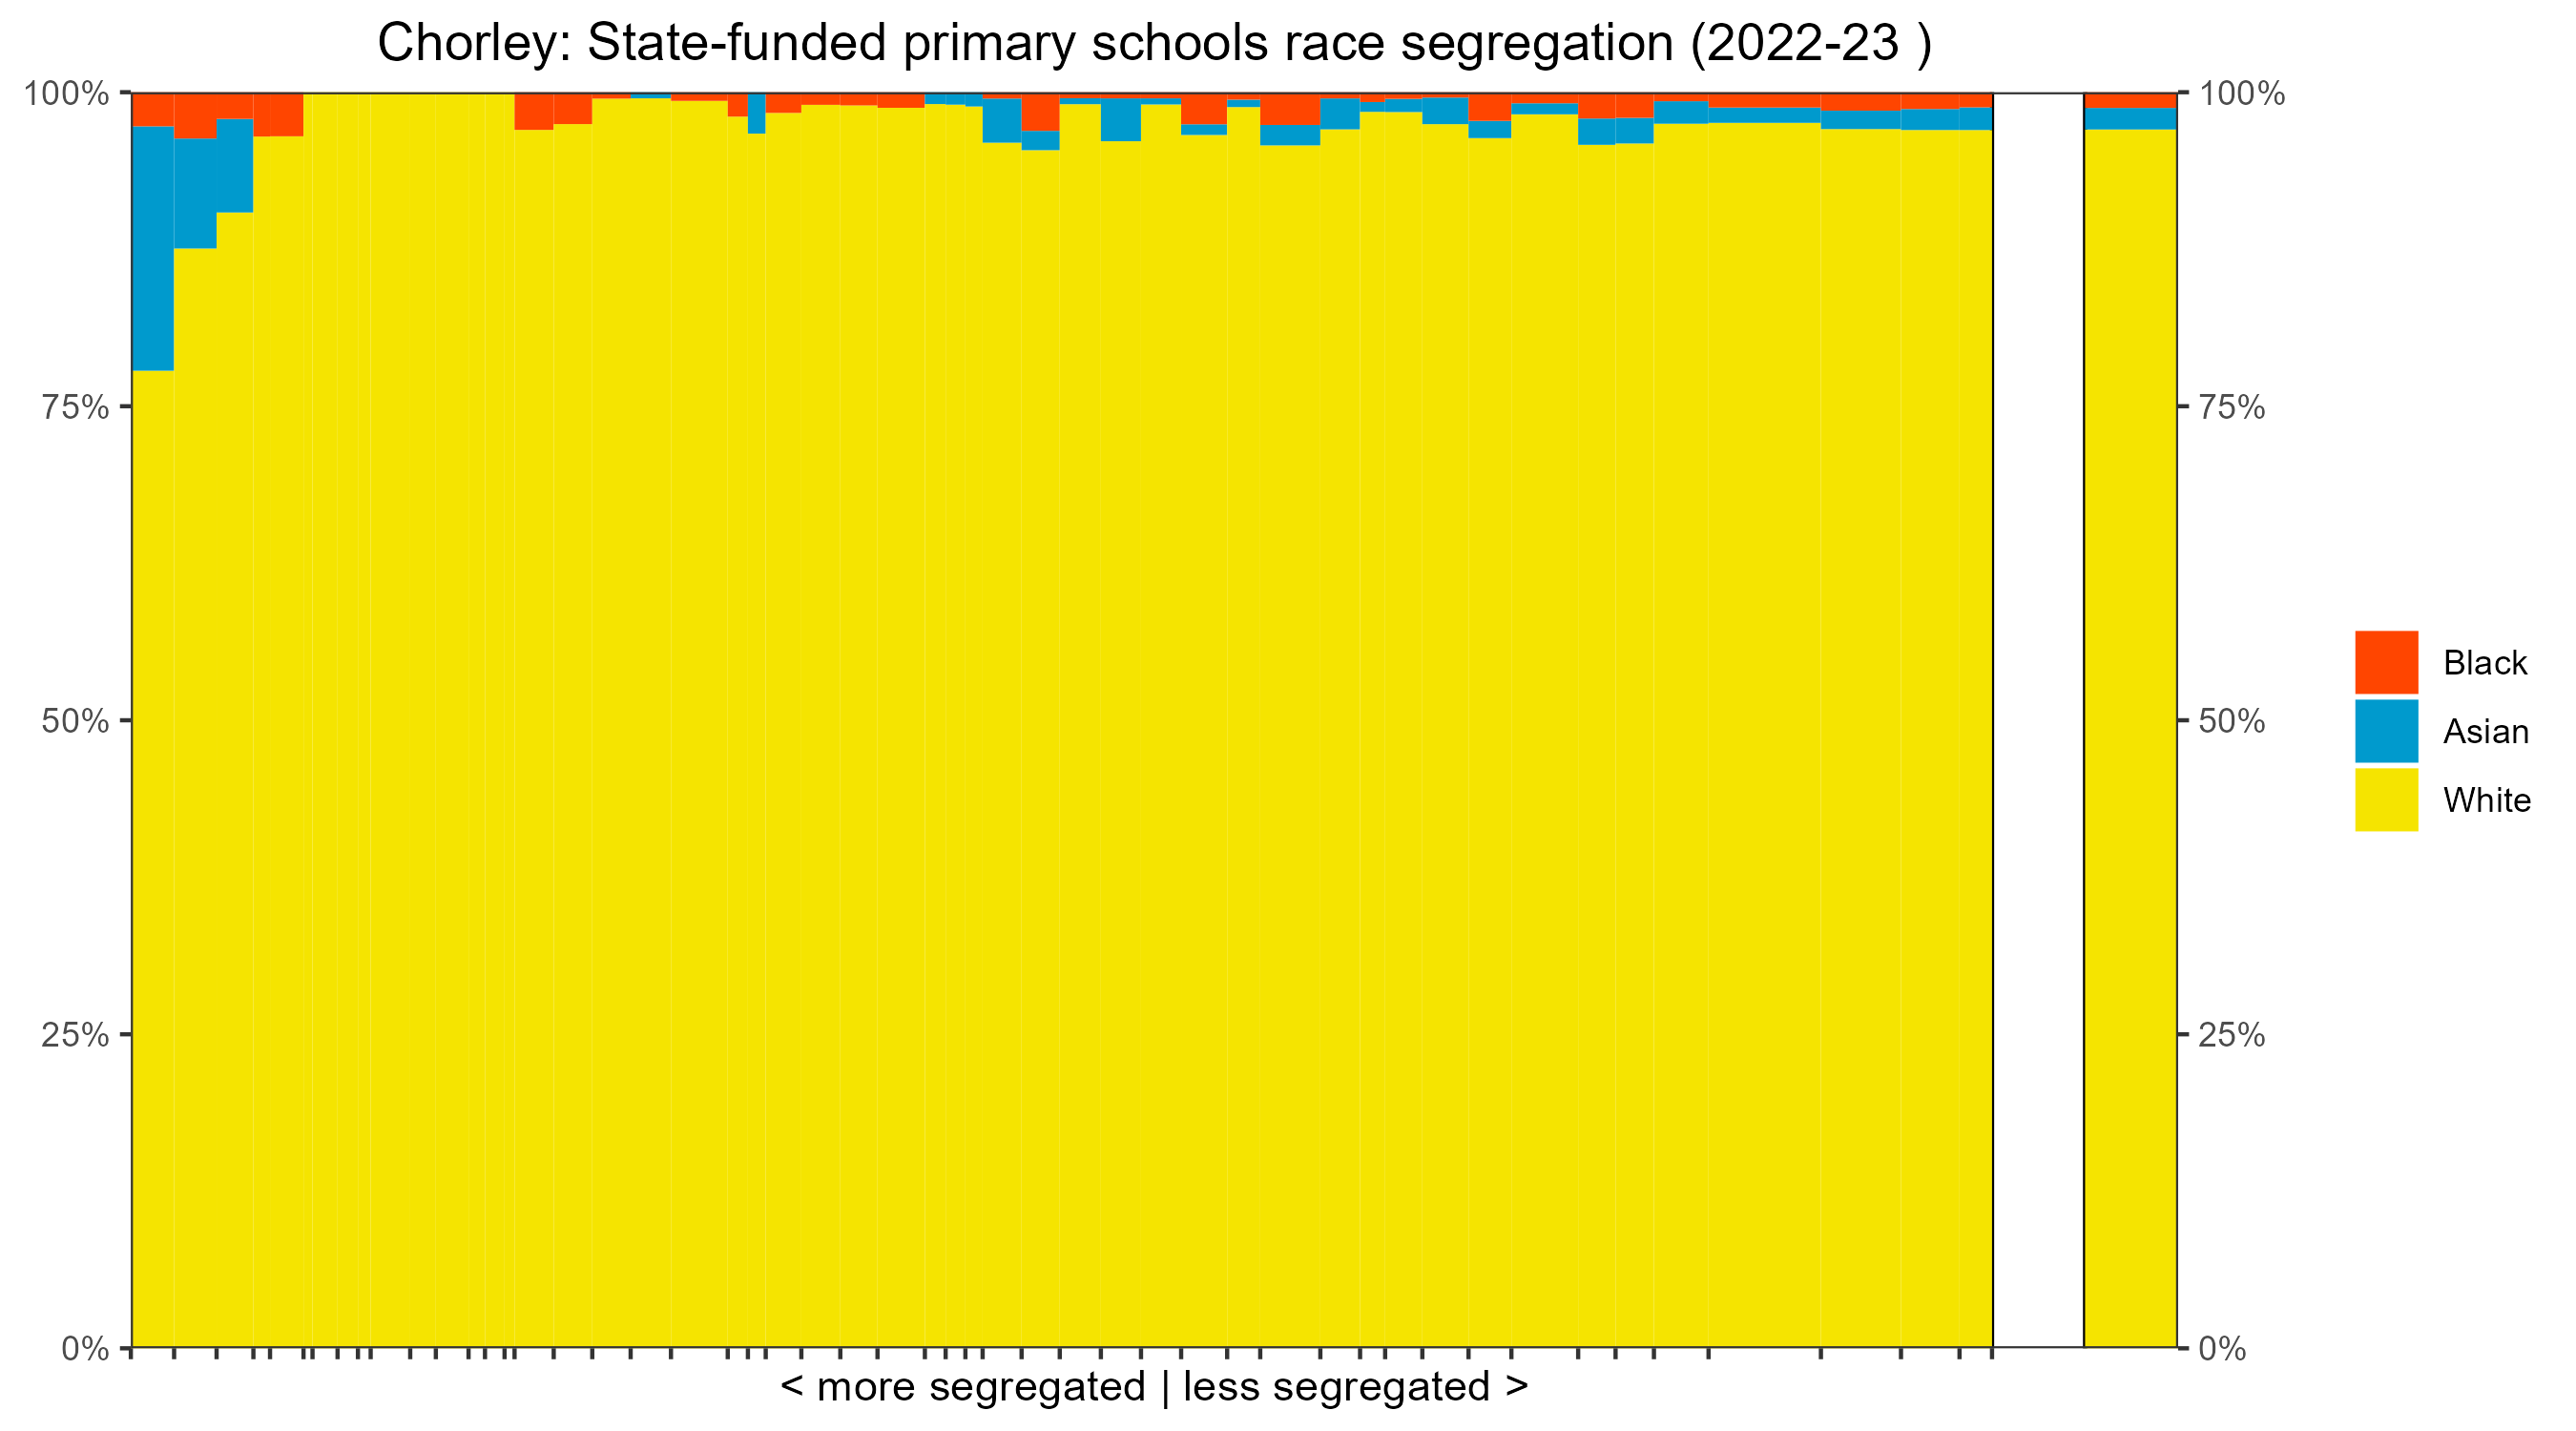 Chorley: State-funded primary schools race segregation (2022-23 )
100%
75%
50%
25%
0%
100%
75%
50%
25%
0%
Black
Asian
White
< more segregated | less segregated >